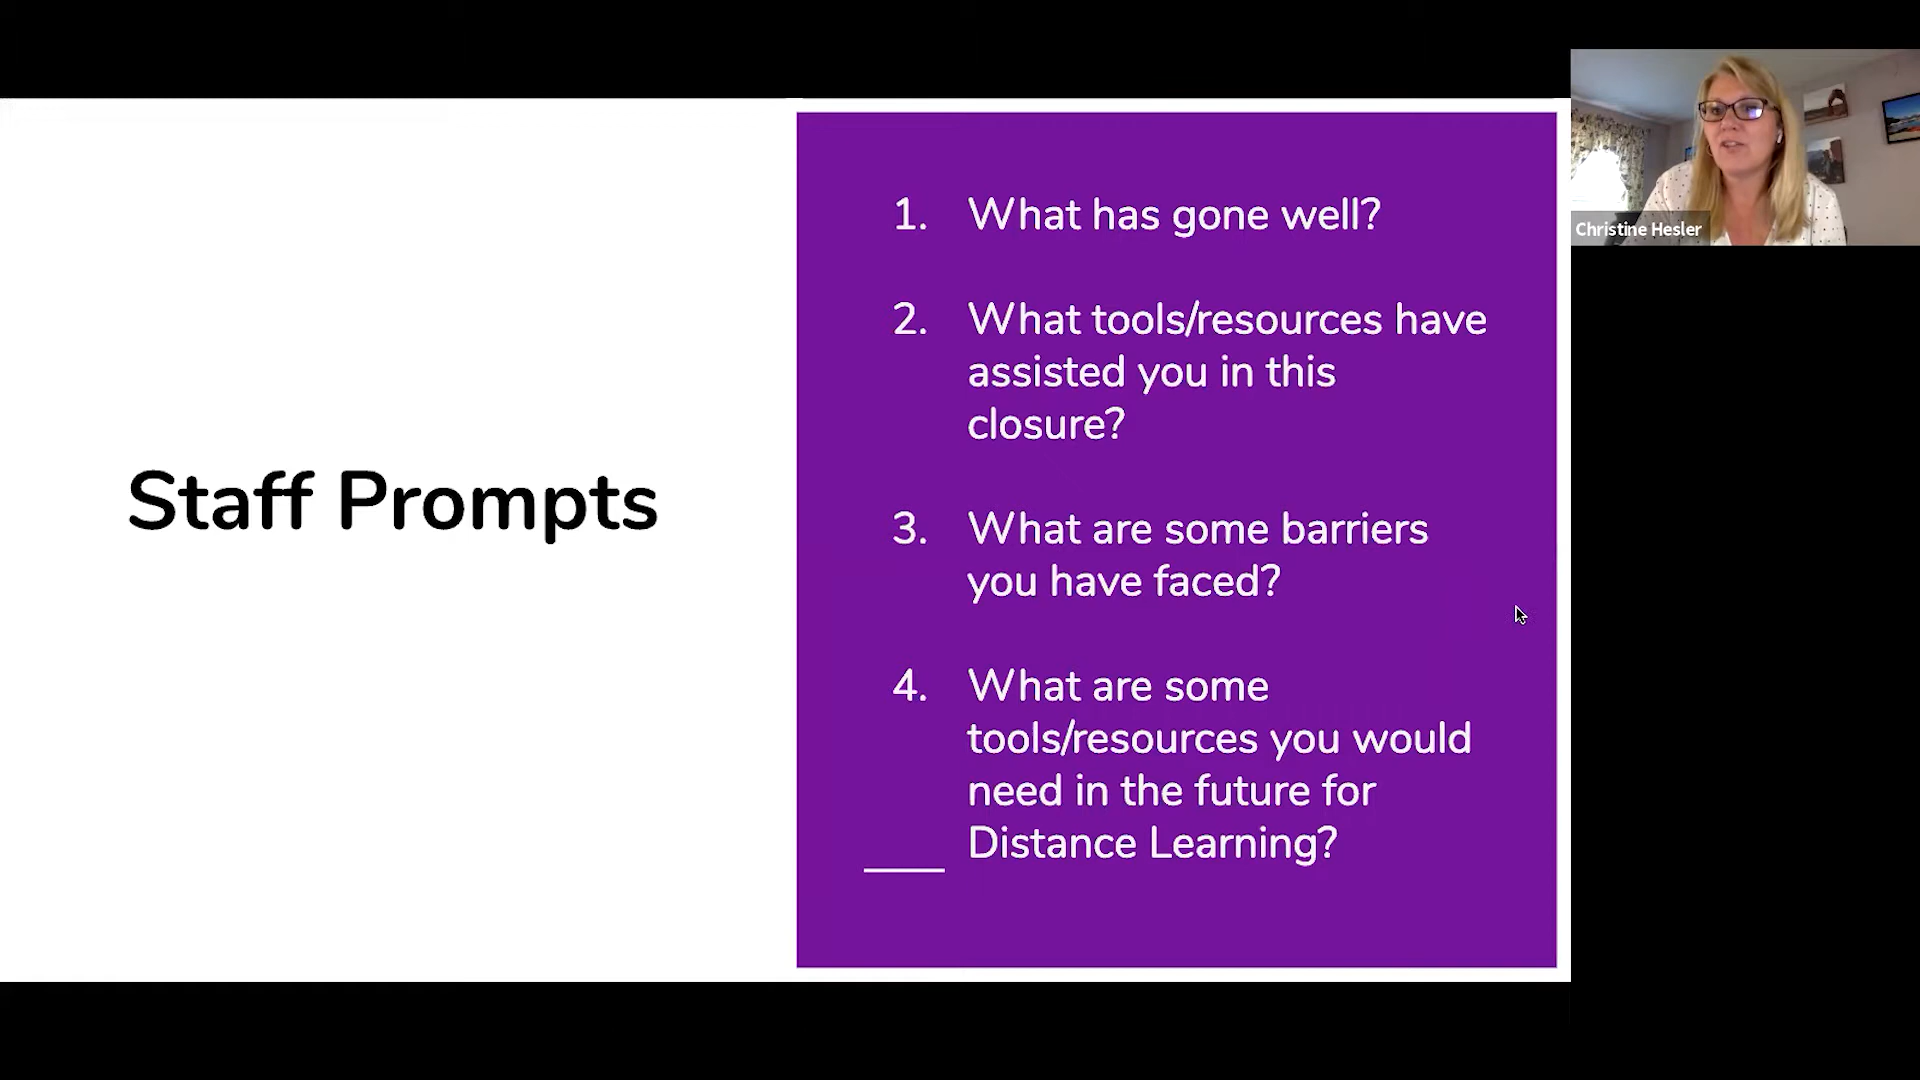 Staff Prompts
1. What has gone well?
2. What tools/resources have
assisted you in this
closure?
3. What are some barriers
you have faced?
4. What are some
tools/resources you would
need in the future for
Distance Learning?
Christine Hesler